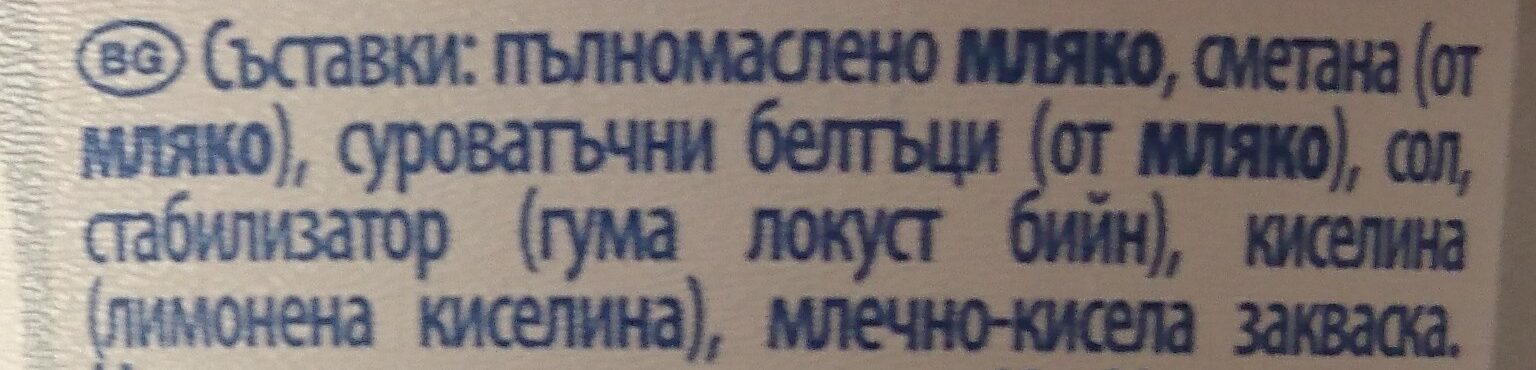 BG Съставки: пълномаслено мляко, сметана (от
мляко), суроватъчни белтъци (от мляко), сол,
стабилизатор (гума локуст бийн), киселина
(лимонена киселина), млечно-кисела закваска.